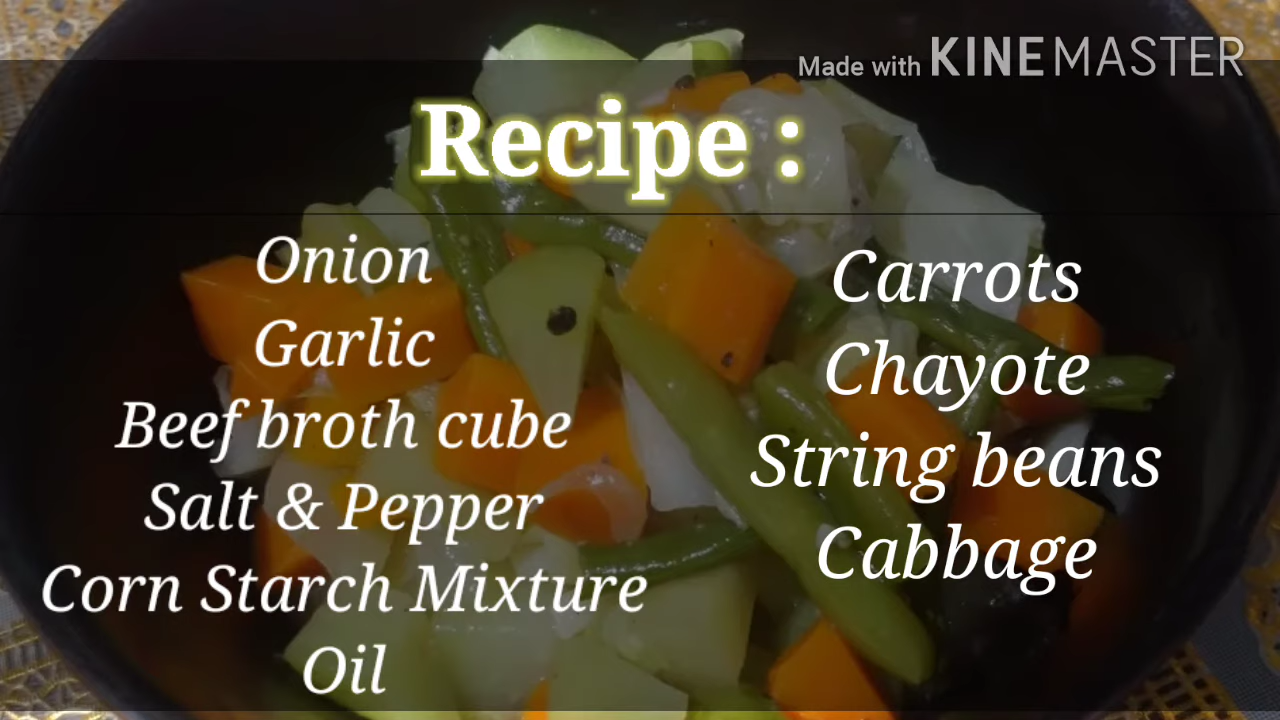 Made with KINEMASTER
Recipe :
Onion
Garlic
Beef broth cube
Salt & Pepper
Corn Starch Mixture
Oil
Carrots
Chayote
String beans
Cabbage